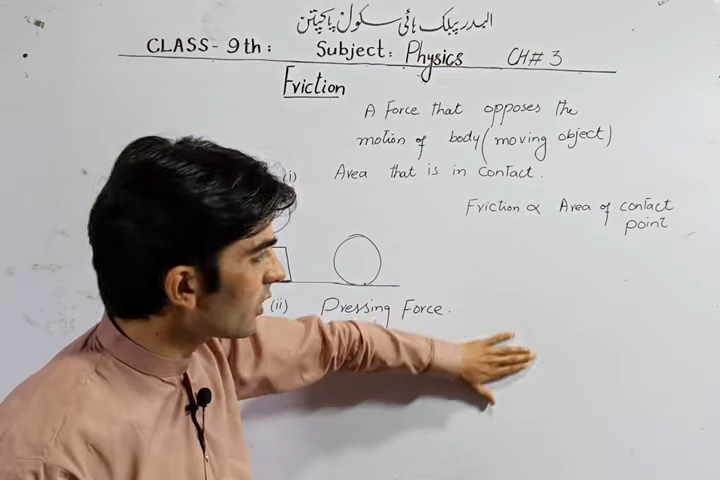 البدر پبلک ہائی سکول پاکپتن
CLASS- 9th: Subject: Physics CH# 3
Friction
A Force that opposes the
motion of body (moving object)
(i) Area that is in contact.
Friction ∝ Area of contact
point
(ii) Pressing Force.